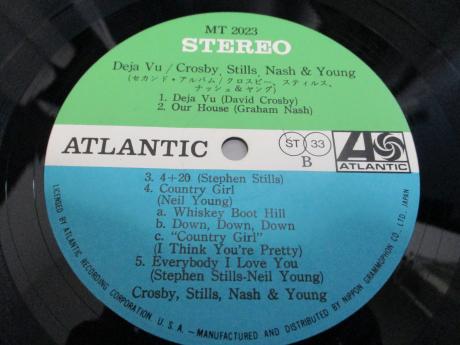 MT 2023
STEREO
Deja Vu / Crosby, Stills, Nash & Young
(セカンド・アルバム/クロスビー、スティルス、
ナッシュ&ヤング)
1. Deja Vu (David Crosby)
2. Our House (Graham Nash)
ATLANTIC
ST 33
B
ATLANTIC
3. 4+20 (Stephen Stills)
4. Country Girl
(Neil Young)
a. Whiskey Boot Hill
b. Down, Down, Down
c. "Country Girl"
(I Think You're Pretty)
5. Everybody I Love You
(Stephen Stills-Neil Young)
Crosby, Stills, Nash & Young
LICENSED BY ATLANTIC RECORDING CORPORATION, U.S.A.—MANUFACTURED AND DISTRIBUTED BY NIPPON GRAMMOPHON CO., LTD., JAPAN